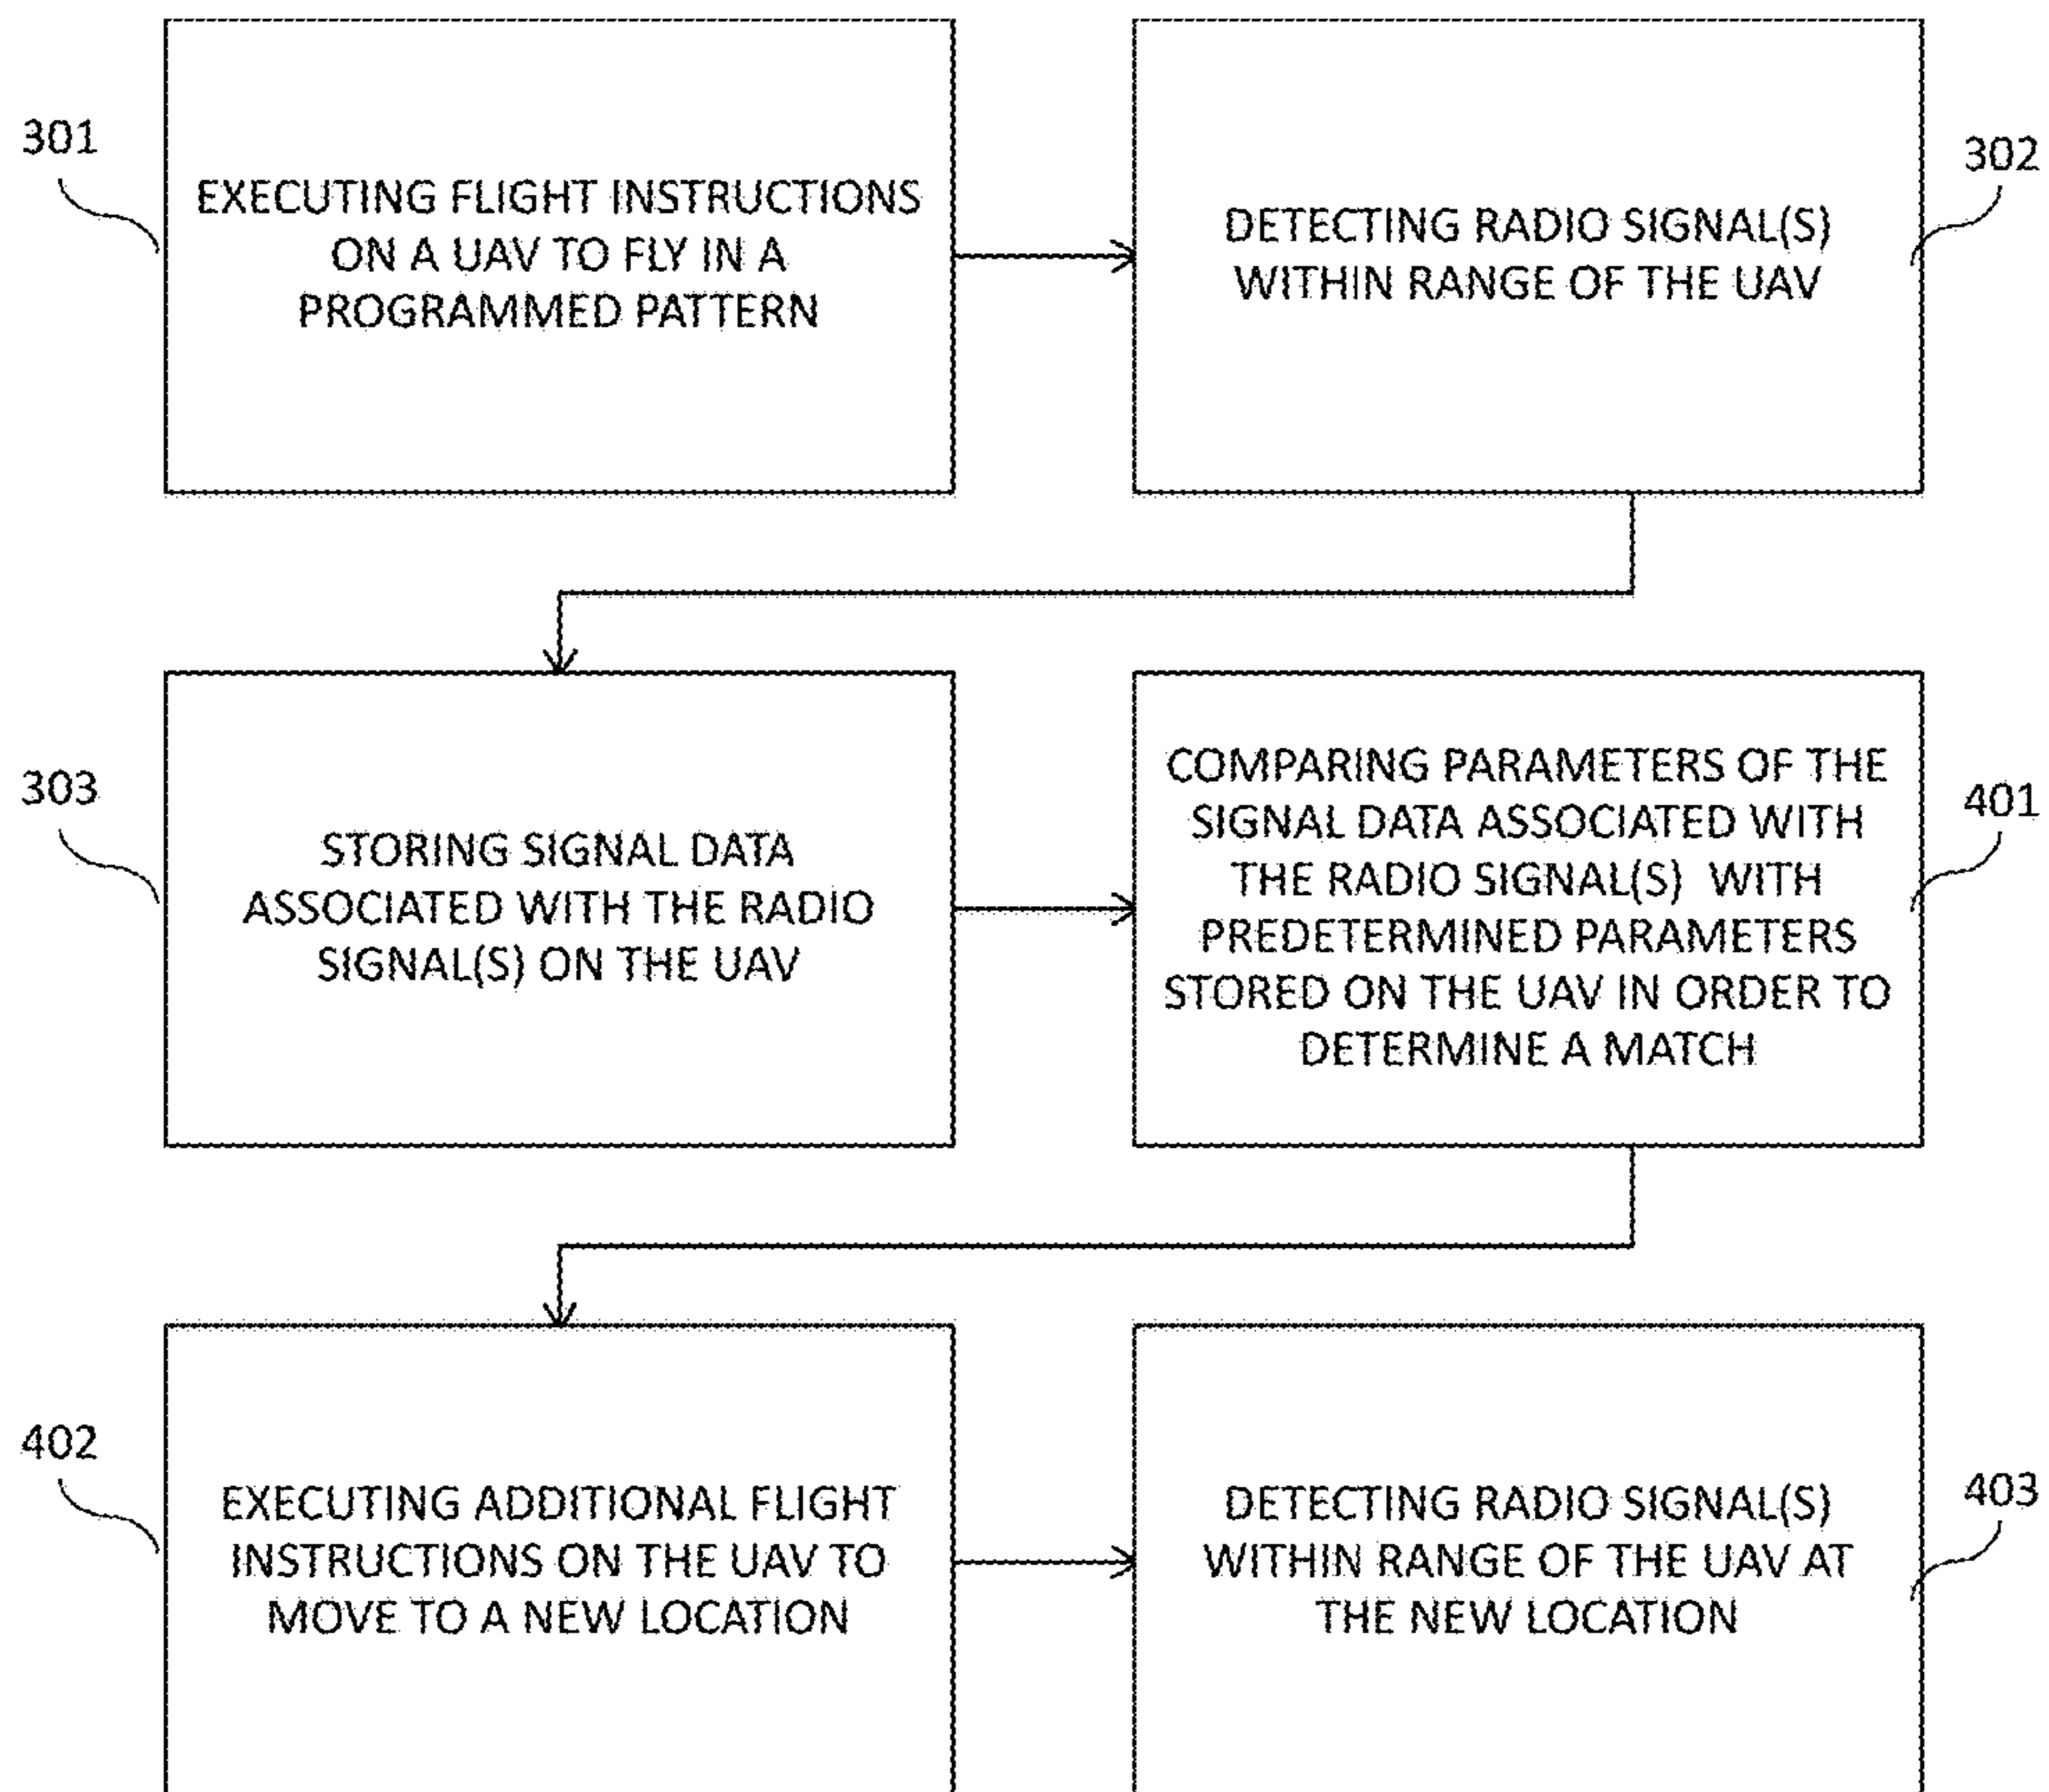 301
EXECUTING FLIGHT INSTRUCTIONS
ON A UAV TO FLY IN A
PROGRAMMED PATTERN
302
DETECTING RADIO SIGNAL(S)
WITHIN RANGE OF THE UAV
303
STORING SIGNAL DATA
ASSOCIATED WITH THE RADIO
SIGNAL(S) ON THE UAV
401
COMPARING PARAMETERS OF THE
SIGNAL DATA ASSOCIATED WITH
THE RADIO SIGNAL(S) WITH
PREDETERMINED PARAMETERS
STORED ON THE UAV IN ORDER TO
DETERMINE A MATCH
402
EXECUTING ADDITIONAL FLIGHT
INSTRUCTIONS ON THE UAV TO
MOVE TO A NEW LOCATION
403
DETECTING RADIO SIGNAL(S)
WITHIN RANGE OF THE UAV AT
THE NEW LOCATION